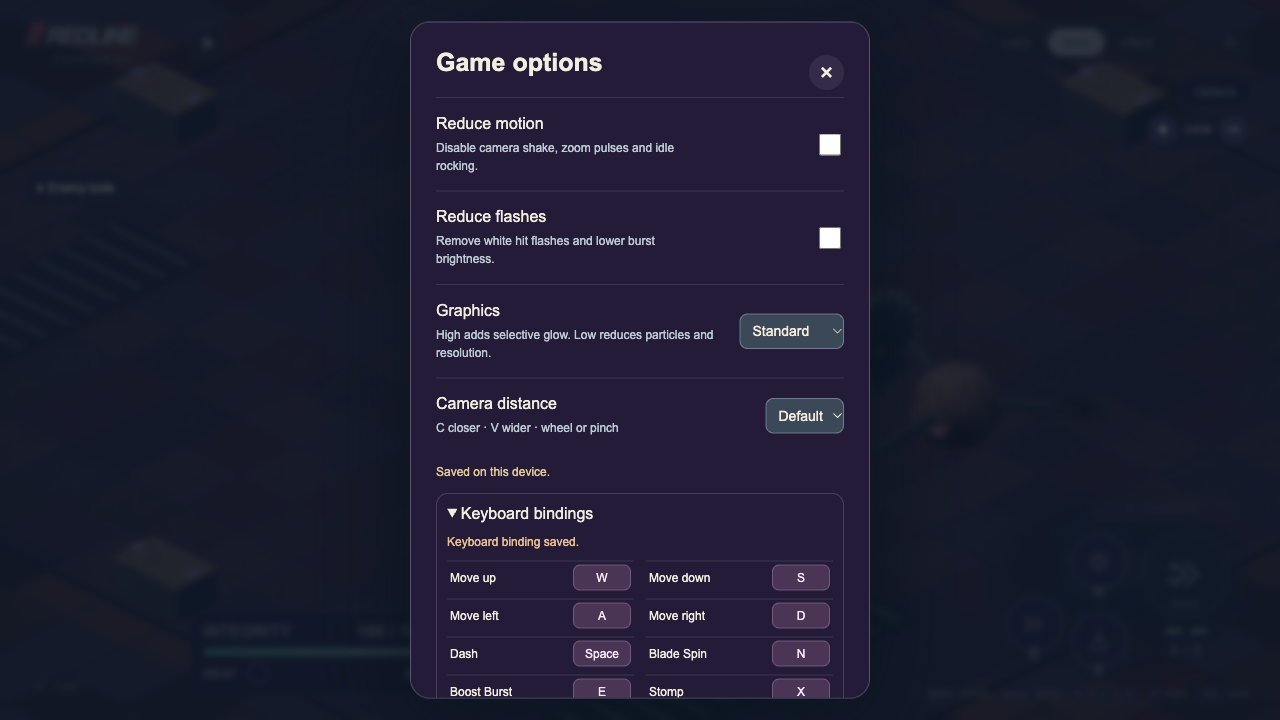 REDLINE
Game options
×
Reduce motion
Disable camera shake, zoom pulses and idle
rocking.
Reduce flashes
Remove white hit flashes and lower burst
brightness.
Graphics
High adds selective glow. Low reduces particles and
resolution.
Standard
Camera distance
C closer · V wider · wheel or pinch
Default
Saved on this device.
▼ Keyboard bindings
Keyboard binding saved.
Move up W Move down S
Move left A Move right D
Dash Space Blade Spin N
Boost Burst E Stomp X
INTEGRITY